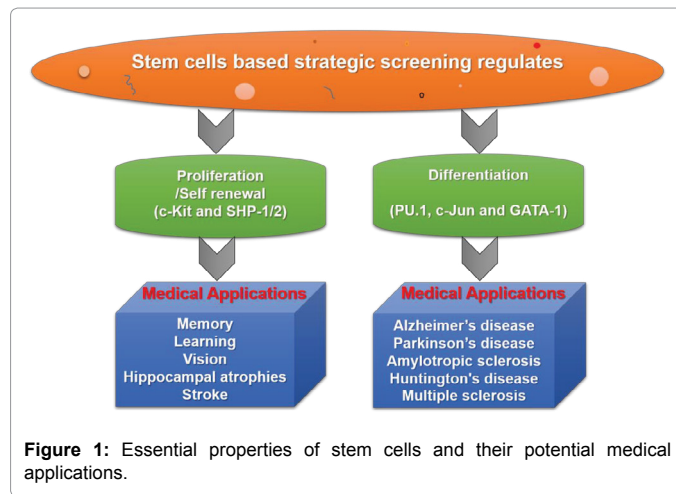 Stem cells based strategic screening regulates
Proliferation
/Self renewal
(c-Kit and SHP-1/2)
Differentiation
(PU.1, c-Jun and GATA-1)
Medical Applications
Memory
Learning
Vision
Hippocampal atrophies
Stroke
Medical Applications
Alzheimer's disease
Parkinson's disease
Amylotropic sclerosis
Huntington's disease
Multiple sclerosis
Figure 1: Essential properties of stem cells and their potential medical
applications.